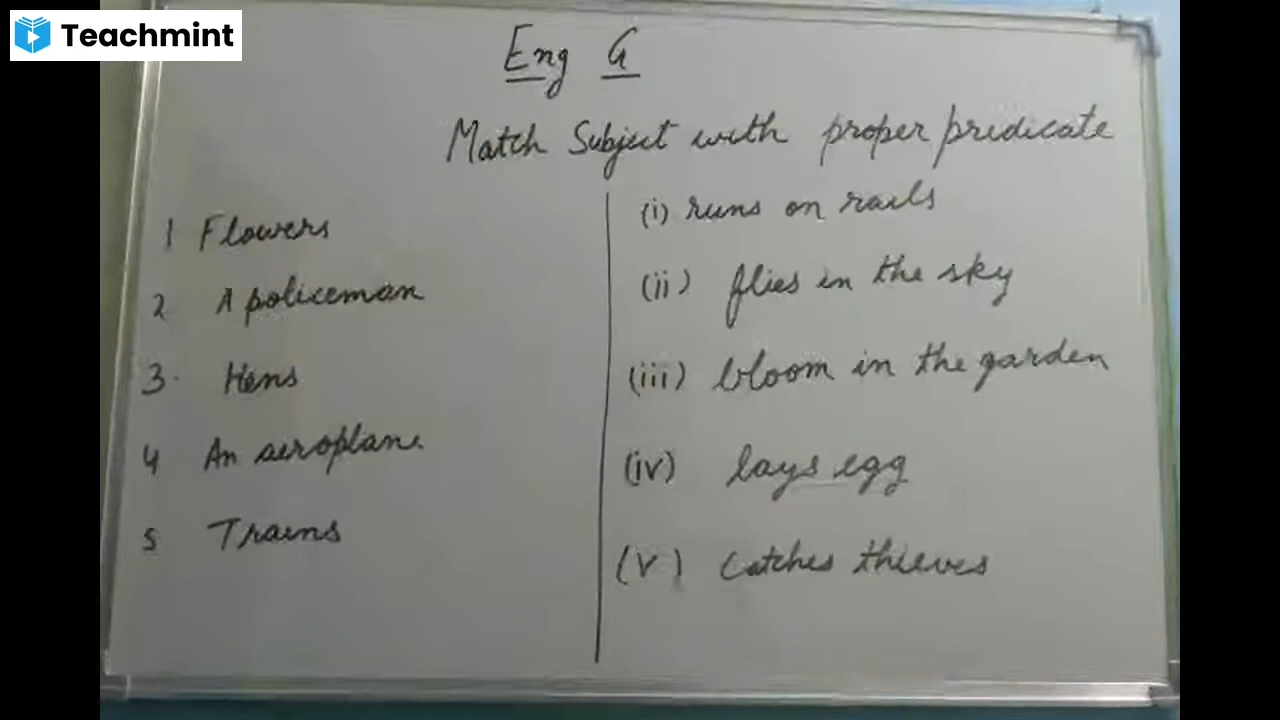 Teachmint
Eng G
Match Subject with proper predicate
1 Flowers
2 A policeman
3. Hens
4 An aeroplane
5 Trains
(i) runs on rails
(ii) flies in the sky
(iii) bloom in the garden
(iv) lays egg
(v) catches thieves